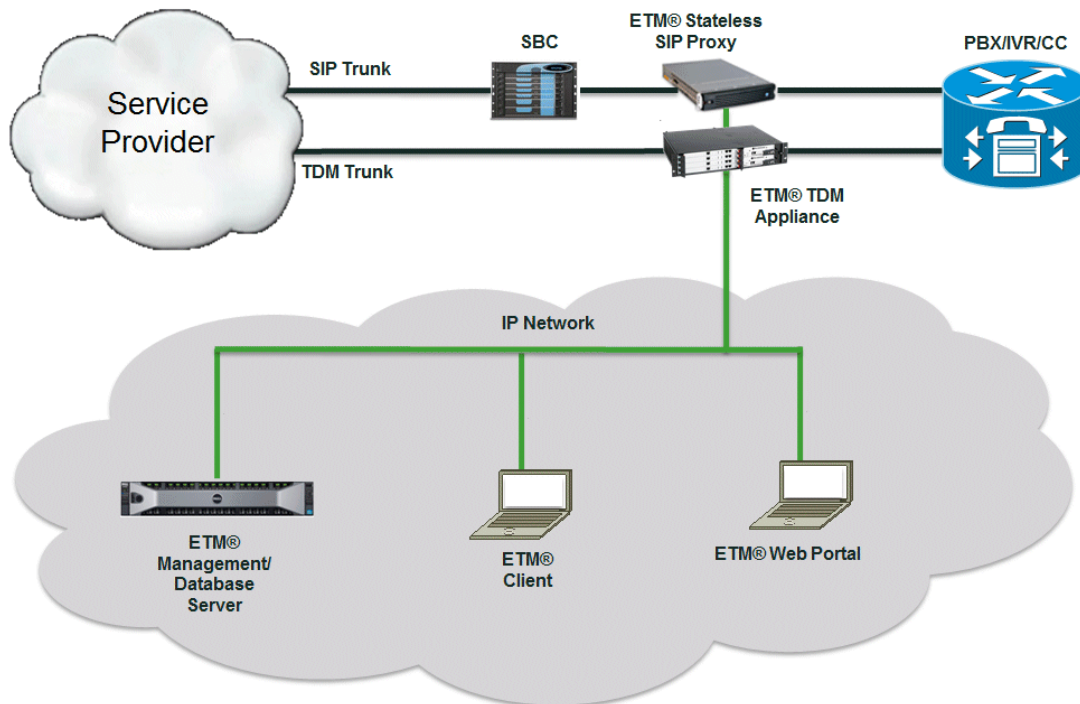 ETM® Stateless
SIP Proxy
SBC
PBX/IVR/CC
SIP Trunk
Service
Provider
TDM Trunk
ETM® TDM
Appliance
IP Network
ETM®
Management/
Database
Server
ETM®
Client
ETM® Web Portal